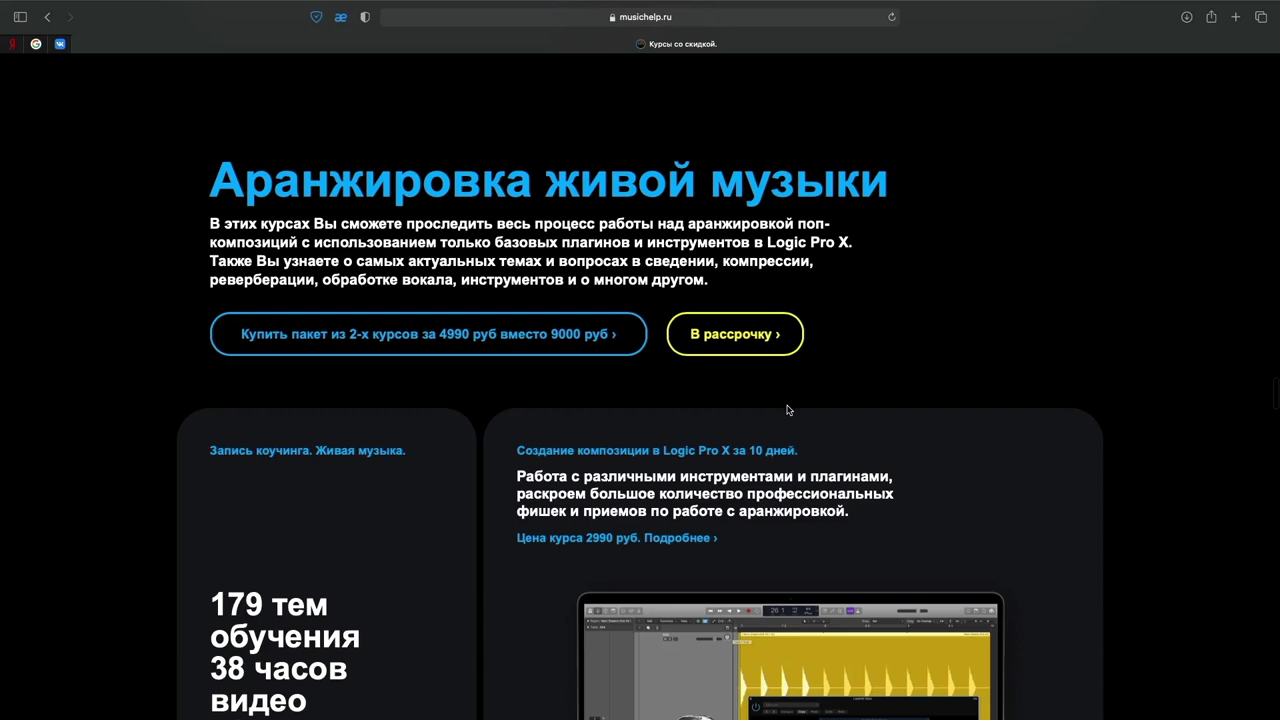 musichelp.ru
Курсы со скидкой.
Аранжировка живой музыки
В этих курсах Вы сможете проследить весь процесс работы над аранжировкой поп-
композиций с использованием только базовых плагинов и инструментов в Logic Pro X.
Также Вы узнаете о самых актуальных темах и вопросах в сведении, компрессии,
реверберации, обработке вокала, инструментов и о многом другом.
Купить пакет из 2-х курсов за 4990 руб вместо 9000 руб ›
В рассрочку ›
Запись коучинга. Живая музыка.
179 тем
обучения
38 часов
видео
Создание композиции в Logic Pro X за 10 дней.
Работа с различными инструментами и плагинами,
раскроем большое количество профессиональных
фишек и приемов по работе с аранжировкой.
Цена курса 2990 руб. Подробнее ›